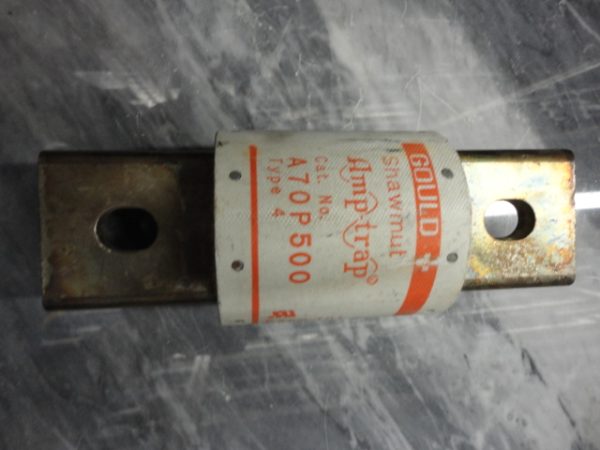 GOULD
Shawmut
Amp-trap®
Cat. No.
A70P500
Type 4